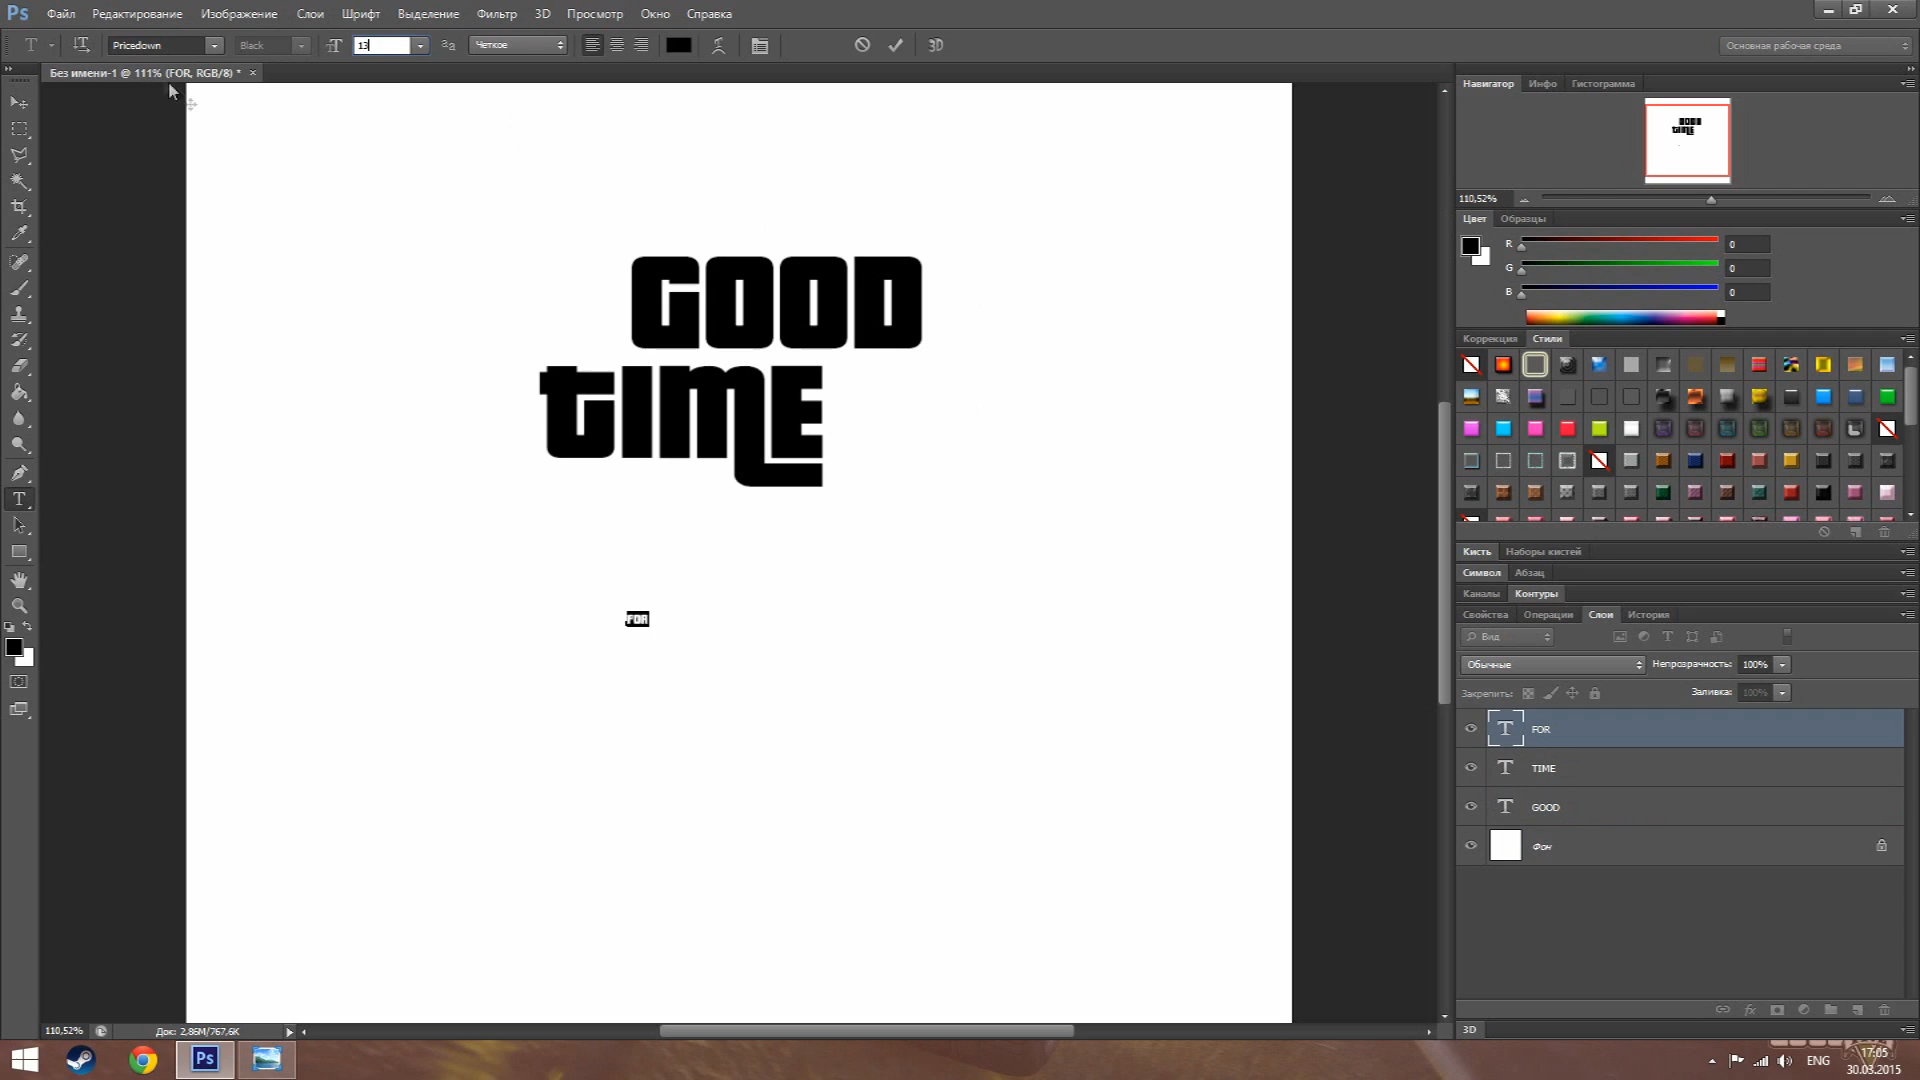 Ps Файл Редактирование Изображение Слои Шрифт Выделение Фильтр 3D Просмотр Окно Справка
T Pricedown Black 13 аа Четкое 3D Основная рабочая среда
Без имени-1 @ 111% (FOR, RGB/8) * ×
Навигатор Инфо Гистограмма
110,52%
Цвет Образцы
R 0
G 0
B 0
Коррекция Стили
GOOD
TIME
FOR
Кисть Наборы кистей
Символ Абзац
Каналы Контуры
Свойства Операции Слои История
Вид
Обычные Непрозрачность: 100%
Закрепить: Заливка: 100%
T FOR
T TIME
T GOOD
Фон
fx
110,52% Док: 2,86M/767,6K
3D
Ps
ENG
17:05
30.03.2015